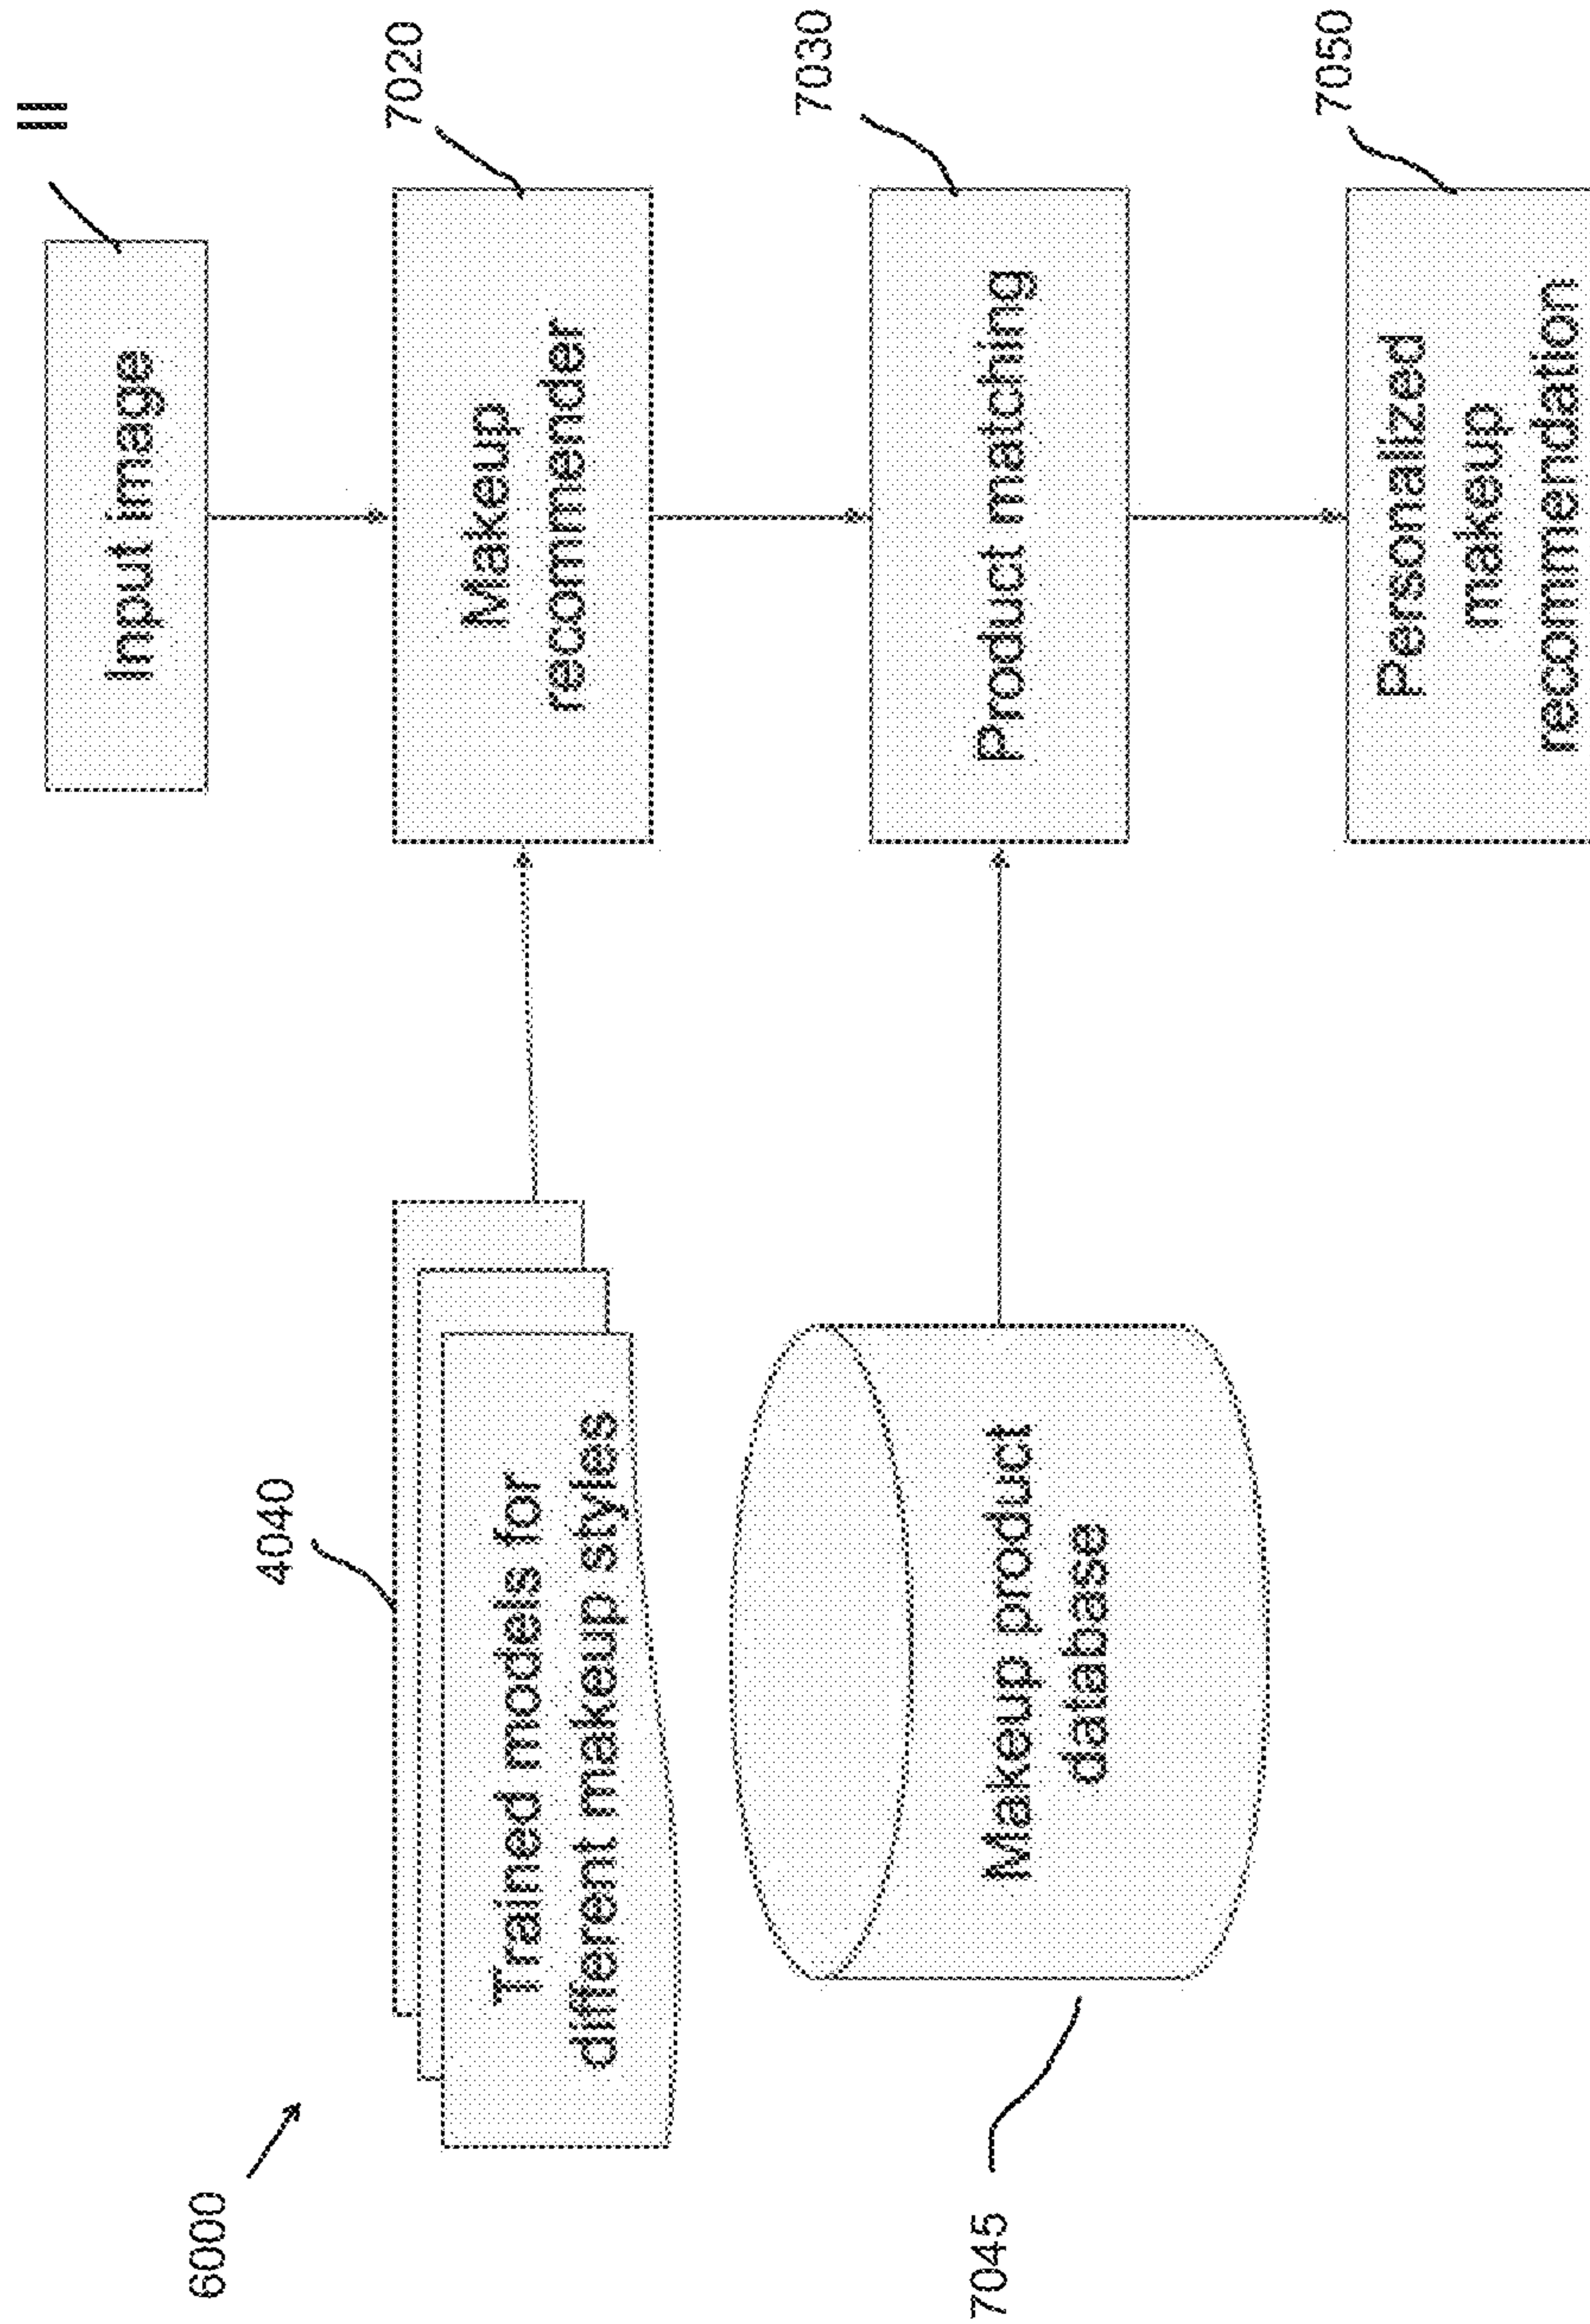 II
Input image
6000
4040
7020
Trained models for
different makeup styles
Makeup
recommender
7030
7045
Makeup product
database
Product matching
7050
Personalized
makeup
recommendation